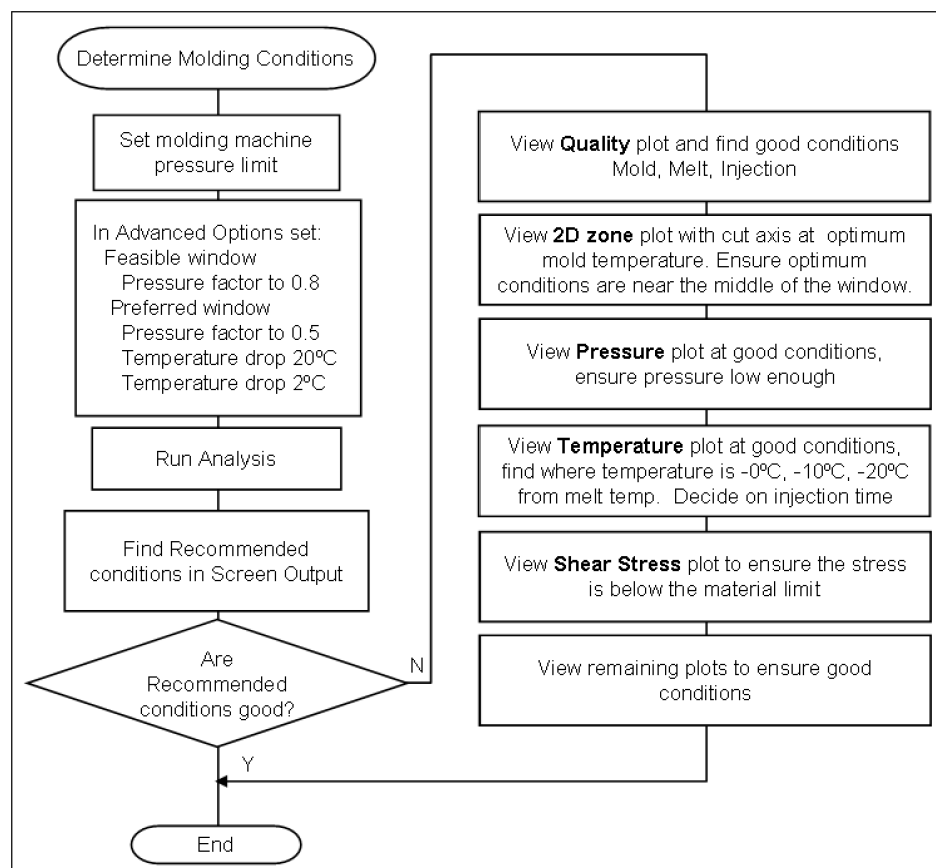 Determine Molding Conditions
Set molding machine
pressure limit
In Advanced Options set:
Feasible window
Pressure factor to 0.8
Preferred window
Pressure factor to 0.5
Temperature drop 20ºC
Temperature drop 2ºC
Run Analysis
Find Recommended
conditions in Screen Output
Are
Recommended
conditions good?
N
Y
End
View Quality plot and find good conditions
Mold, Melt, Injection
View 2D zone plot with cut axis at optimum
mold temperature. Ensure optimum
conditions are near the middle of the window.
View Pressure plot at good conditions,
ensure pressure low enough
View Temperature plot at good conditions,
find where temperature is -0ºC, -10ºC, -20ºC
from melt temp. Decide on injection time
View Shear Stress plot to ensure the stress
is below the material limit
View remaining plots to ensure good
conditions